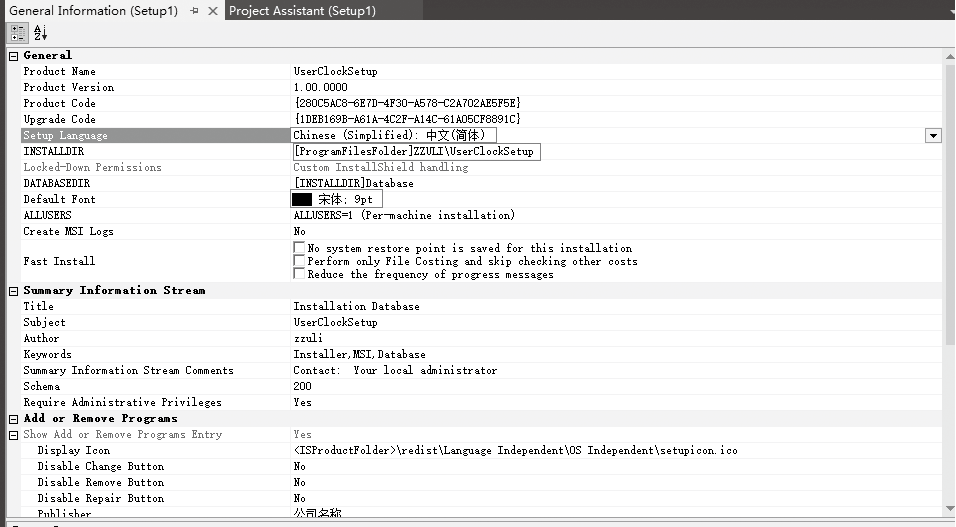 General Information (Setup1)
Project Assistant (Setup1)
General
Product Name UserClockSetup
Product Version 1.00.0000
Product Code {280C5AC8-6E7D-4F30-A578-C2A702AE5F5E}
Upgrade Code {1DEB169B-A61A-4C2F-A14C-61A05CF8891C}
Setup Language Chinese (Simplified): 中文(简体)
INSTALLDIR [ProgramFilesFolder]ZZULI\UserClockSetup
Locked-Down Permissions Custom InstallShield handling
DATABASEDIR [INSTALLDIR]Database
Default Font 宋体: 9pt
ALLUSERS ALLUSERS=1 (Per-machine installation)
Create MSI Logs No
No system restore point is saved for this installation
Fast Install Perform only File Costing and skip checking other costs
Reduce the frequency of progress messages
Summary Information Stream
Title Installation Database
Subject UserClockSetup
Author zzuli
Keywords Installer,MSI,Database
Summary Information Stream Comments Contact: Your local administrator
Schema 200
Require Administrative Privileges Yes
Add or Remove Programs
Show Add or Remove Programs Entry Yes
Display Icon <ISProductFolder>\redist\Language Independent\OS Independent\setupicon.ico
Disable Change Button No
Disable Remove Button No
Disable Repair Button No
Publisher 公司名称